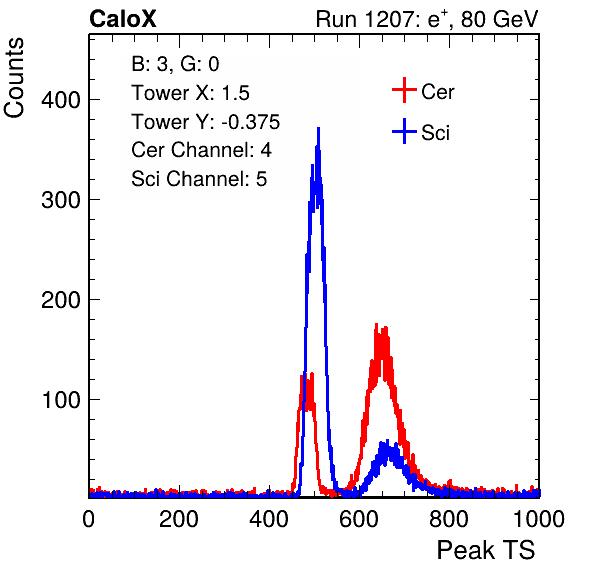 CaloX Run 1207: e⁺, 80 GeV
Counts
B: 3, G: 0
Tower X: 1.5
Tower Y: -0.375
Cer Channel: 4
Sci Channel: 5
Cer
Sci
400
300
200
100
0 200 400 600 800 1000
Peak TS